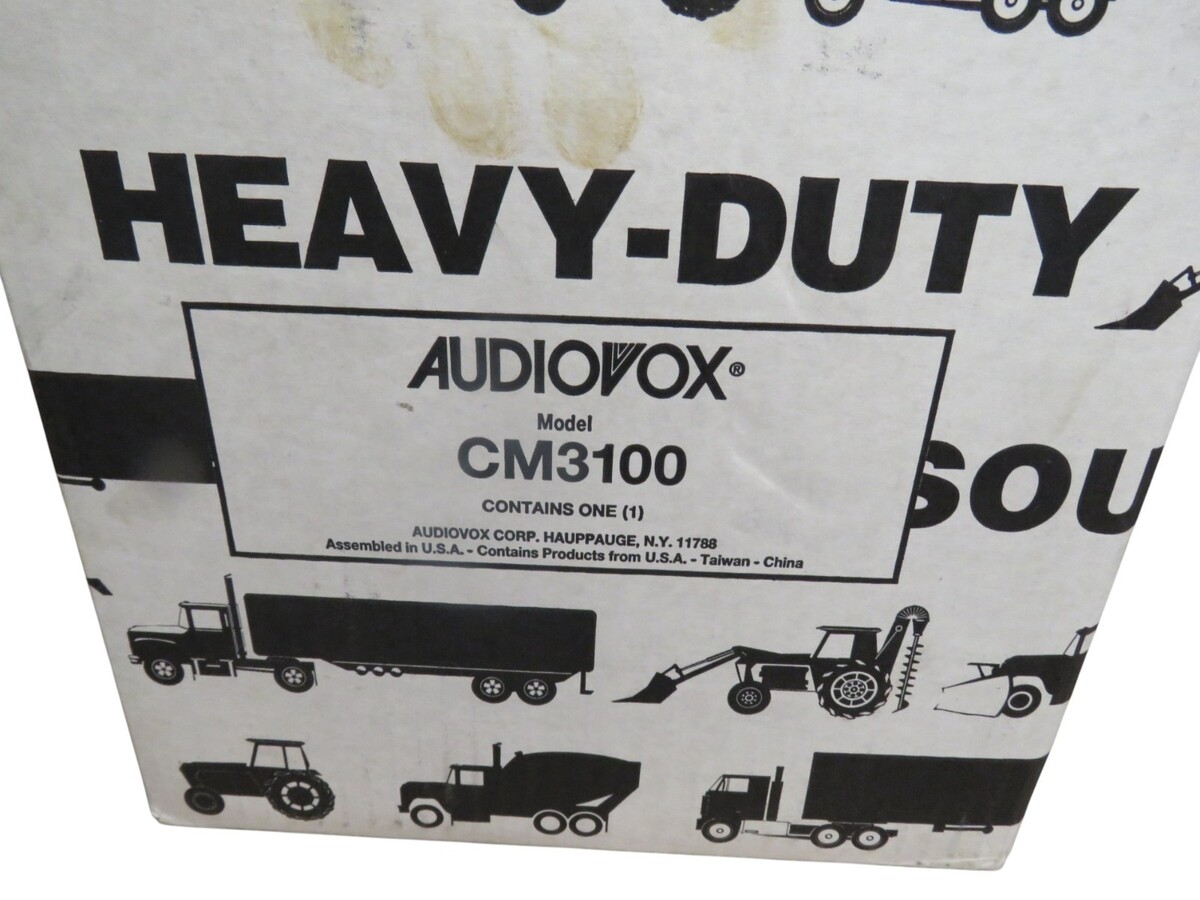 HEAVY-DUTY
AUDIOVOX®
Model
CM3100
CONTAINS ONE (1)
AUDIOVOX CORP. HAUPPAUGE, N.Y. 11788
Assembled in U.S.A. - Contains Products from U.S.A. - Taiwan - China
SOU